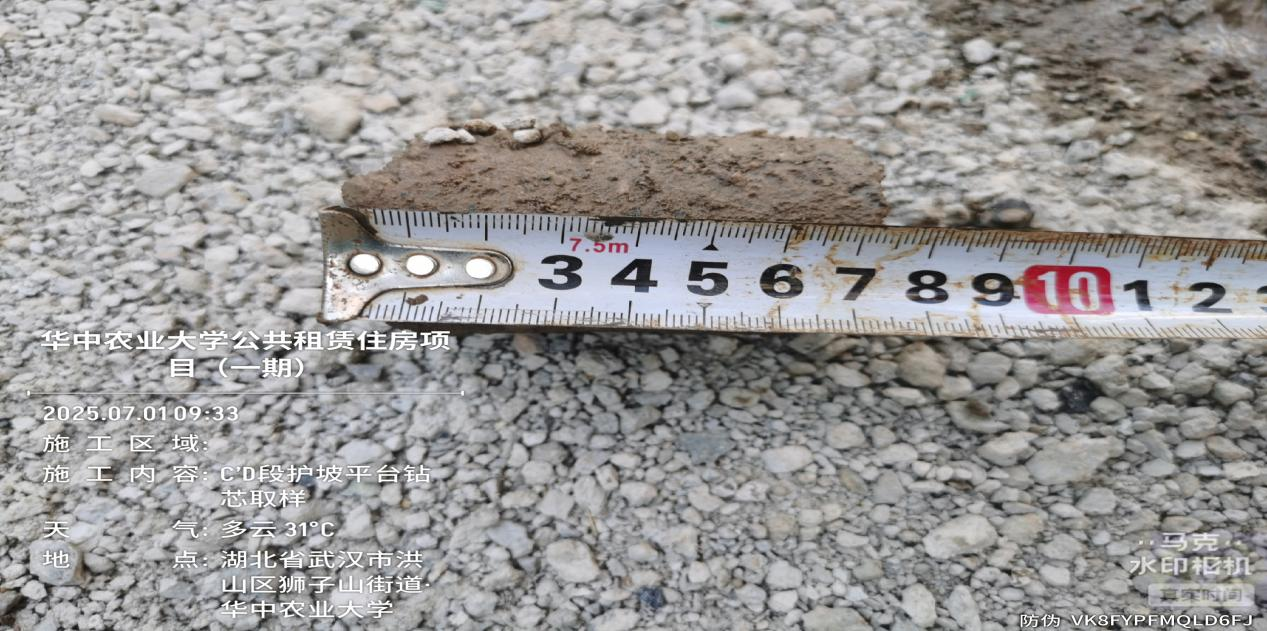 7.5m
3 4 5 6 7 8 9 10 1 2
华中农业大学公共租赁住房项
目（一期）
2025.07.01 09:33
施工区域:
施工内容: C'D段护坡平台钻
芯取样
天气: 多云 31°C
地点: 湖北省武汉市洪
山区狮子山街道·
华中农业大学
马克
水印相机
真实时间
防伪 VK8FYPFMQLD6FJ